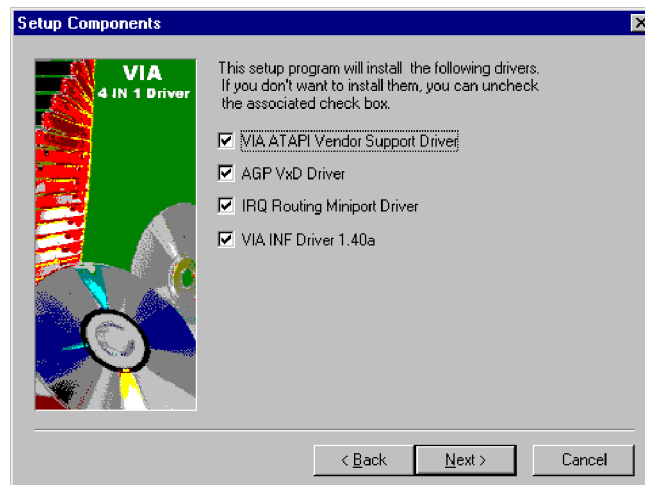 Setup Components
VIA
4 IN 1 Driver
This setup program will install the following drivers.
If you don't want to install them, you can uncheck
the associated check box.
VIA ATAPI Vendor Support Driver
AGP VxD Driver
IRQ Routing Miniport Driver
VIA INF Driver 1.40a
< Back
Next >
Cancel